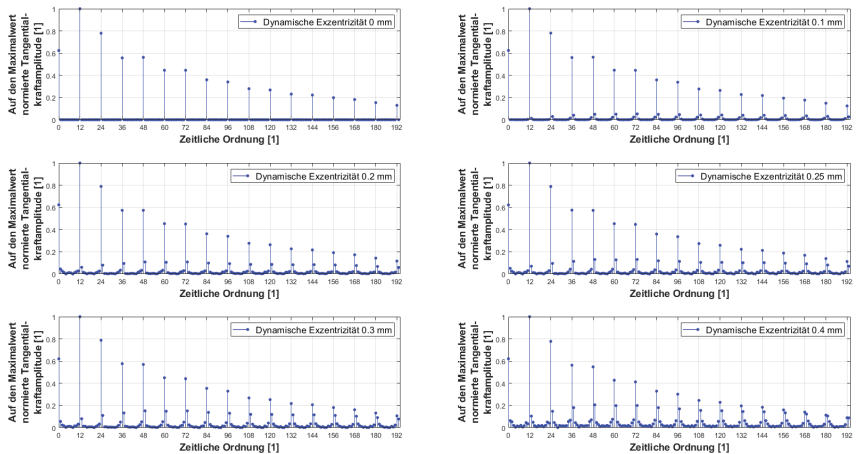 Auf den Maximalwert
normierte Tangential-
kraftamplitude [1]
1
0.8
0.6
0.4
0.2
0
Dynamische Exzentrizität 0 mm
0 12 24 36 48 60 72 84 96 108 120 132 144 156 168 180 192
Zeitliche Ordnung [1]
Auf den Maximalwert
normierte Tangential-
kraftamplitude [1]
1
0.8
0.6
0.4
0.2
0
Dynamische Exzentrizität 0.1 mm
0 12 24 36 48 60 72 84 96 108 120 132 144 156 168 180 192
Zeitliche Ordnung [1]
Auf den Maximalwert
normierte Tangential-
kraftamplitude [1]
1
0.8
0.6
0.4
0.2
0
Dynamische Exzentrizität 0.2 mm
0 12 24 36 48 60 72 84 96 108 120 132 144 156 168 180 192
Zeitliche Ordnung [1]
Auf den Maximalwert
normierte Tangential-
kraftamplitude [1]
1
0.8
0.6
0.4
0.2
0
Dynamische Exzentrizität 0.25 mm
0 12 24 36 48 60 72 84 96 108 120 132 144 156 168 180 192
Zeitliche Ordnung [1]
Auf den Maximalwert
normierte Tangential-
kraftamplitude [1]
1
0.8
0.6
0.4
0.2
0
Dynamische Exzentrizität 0.3 mm
0 12 24 36 48 60 72 84 96 108 120 132 144 156 168 180 192
Zeitliche Ordnung [1]
Auf den Maximalwert
normierte Tangential-
kraftamplitude [1]
1
0.8
0.6
0.4
0.2
0
Dynamische Exzentrizität 0.4 mm
0 12 24 36 48 60 72 84 96 108 120 132 144 156 168 180 192
Zeitliche Ordnung [1]